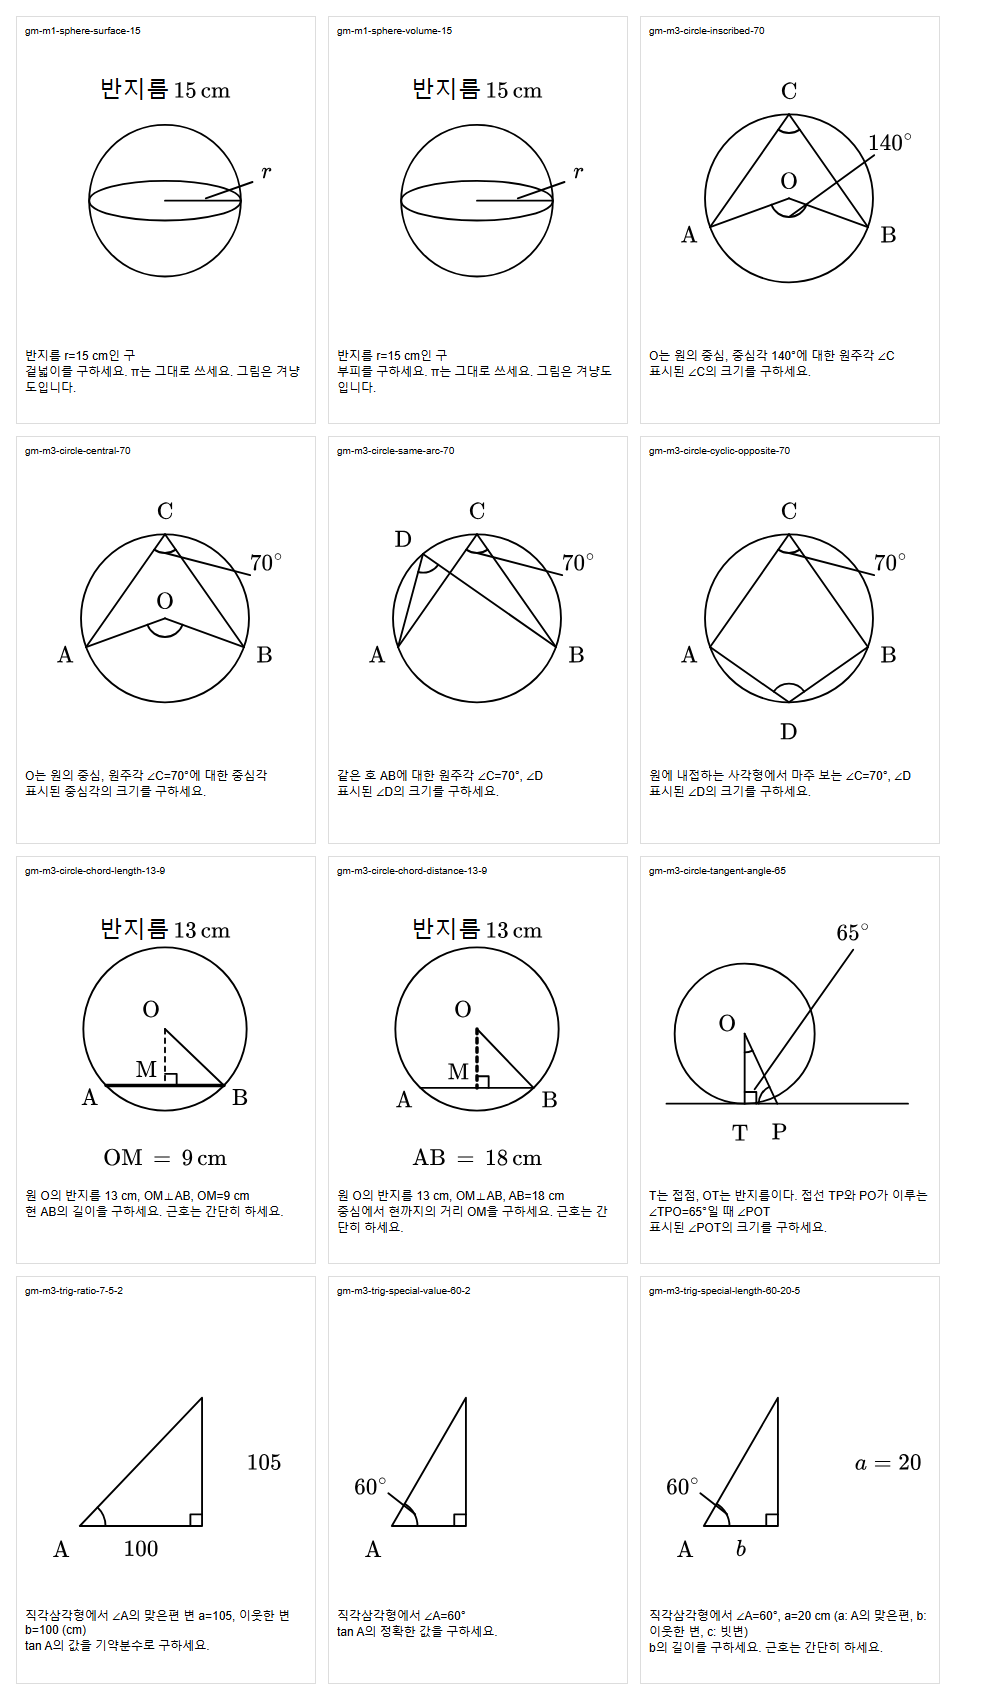 gm-m1-sphere-surface-15
반지름 15 cm
r
반지름 r=15 cm인 구
겉넓이를 구하세요. π는 그대로 쓰세요. 그림은 겨냥
도입니다.
gm-m1-sphere-volume-15
반지름 15 cm
r
반지름 r=15 cm인 구
부피를 구하세요. π는 그대로 쓰세요. 그림은 겨냥도
입니다.
gm-m3-circle-inscribed-70
C
140°
O
A
B
O는 원의 중심, 중심각 140°에 대한 원주각 ∠C
표시된 ∠C의 크기를 구하세요.
gm-m3-circle-central-70
C
70°
O
A
B
O는 원의 중심, 원주각 ∠C=70°에 대한 중심각
표시된 중심각의 크기를 구하세요.
gm-m3-circle-same-arc-70
C
D
70°
A
B
같은 호 AB에 대한 원주각 ∠C=70°, ∠D
표시된 ∠D의 크기를 구하세요.
gm-m3-circle-cyclic-opposite-70
C
70°
A
B
D
원에 내접하는 사각형에서 마주 보는 ∠C=70°, ∠D
표시된 ∠D의 크기를 구하세요.
gm-m3-circle-chord-length-13-9
반지름 13 cm
O
M
A
B
OM = 9 cm
원 O의 반지름 13 cm, OM⊥AB, OM=9 cm
현 AB의 길이를 구하세요. 근호는 간단히 하세요.
gm-m3-circle-chord-distance-13-9
반지름 13 cm
O
M
A
B
AB = 18 cm
원 O의 반지름 13 cm, OM⊥AB, AB=18 cm
중심에서 현까지의 거리 OM을 구하세요. 근호는 간
단히 하세요.
gm-m3-circle-tangent-angle-65
65°
O
T
P
T는 접점, OT는 반지름이다. 접선 TP와 PO가 이루는
∠TPO=65°일 때 ∠POT
표시된 ∠POT의 크기를 구하세요.
gm-m3-trig-ratio-7-5-2
105
A
100
직각삼각형에서 ∠A의 맞은편 변 a=105, 이웃한 변
b=100 (cm)
tan A의 값을 기약분수로 구하세요.
gm-m3-trig-special-value-60-2
60°
A
직각삼각형에서 ∠A=60°
tan A의 정확한 값을 구하세요.
gm-m3-trig-special-length-60-20-5
a = 20
60°
A
b
직각삼각형에서 ∠A=60°, a=20 cm (a: A의 맞은편, b:
이웃한 변, c: 빗변)
b의 길이를 구하세요. 근호는 간단히 하세요.